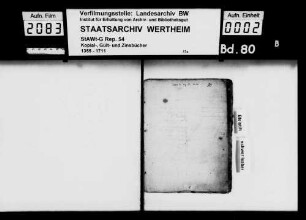 Aufn. Film
2083
Verfilmungsstelle: Landesarchiv BW
Institut für Erhaltung von Archiv- und Bibliotheksgut
STAATSARCHIV WERTHEIM
StAWt-G Rep. 54
Kopial-, Gült- und Zinsbücher
1355 - 1711
Aufn. Einheit
0002
Bd. 80
B